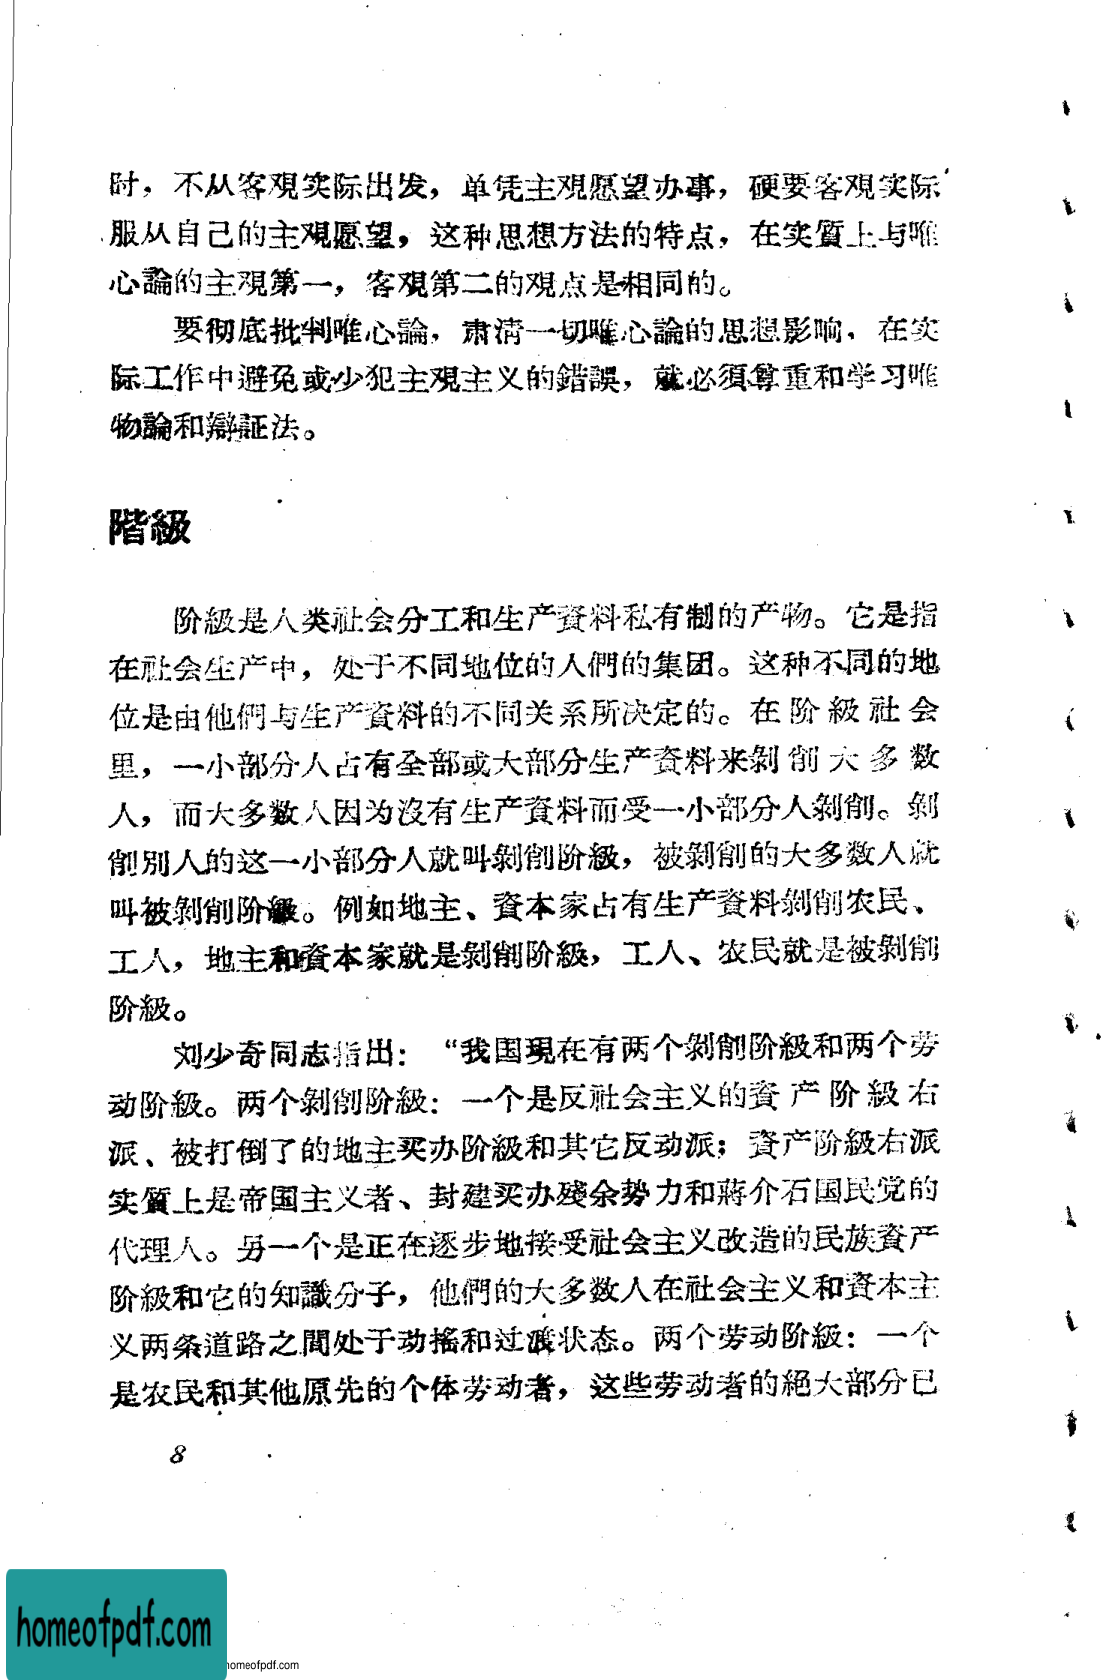 时，不从客观实际出发，单凭主观愿望办事，硬要客观实际
服从自己的主观愿望，这种思想方法的特点，在实質上与唯
心論的主观第一，客观第二的观点是相同的。
要彻底批判唯心論，肃清一切唯心論的思想影响，在实
际工作中避免或少犯主观主义的錯誤，就必須尊重和学习唯
物論和辯証法。
階級
阶級是人类社会分工和生产資料私有制的产物。它是指
在社会生产中，处于不同地位的人們的集团。这种不同的地
位是由他們与生产資料的不同关系所决定的。在阶級社会
里，一小部分人占有全部或大部分生产資料来剝削大多数
人，而大多数人因为沒有生产資料而受一小部分人剝削。剝
削別人的这一小部分人就叫剝削阶級，被剝削的大多数人就
叫被剝削阶級。例如地主、資本家占有生产資料剝削农民、
工人，地主和資本家就是剝削阶級，工人、农民就是被剝削
阶級。
刘少奇同志指出：“我国現在有两个剝削阶級和两个劳
动阶級。两个剝削阶級：一个是反社会主义的資产阶級右
派、被打倒了的地主买办阶級和其它反动派；資产阶級右派
实質上是帝国主义者、封建买办殘余势力和蔣介石国民党的
代理人。另一个是正在逐步地接受社会主义改造的民族資产
阶級和它的知識分子，他們的大多数人在社会主义和資本主
义两条道路之間处于动搖和过渡状态。两个劳动阶級：一个
是农民和其他原先的个体劳动者，这些劳动者的絕大部分已
8
homeofpdf.com
homeofpdf.com